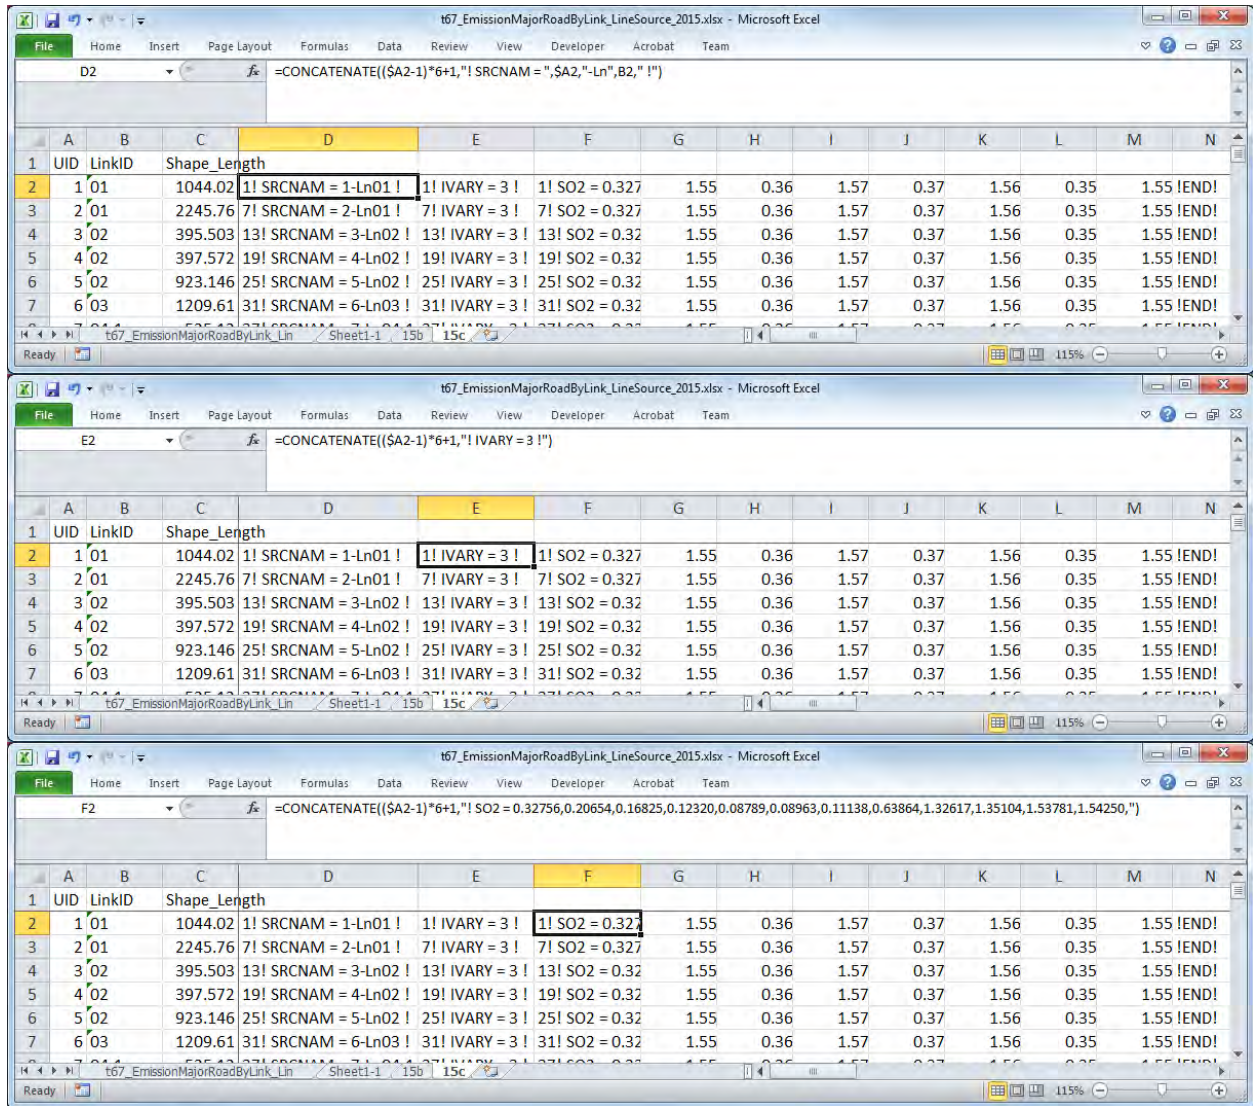 t67_EmissionMajorRoadByLink_LineSource_2015.xlsx - Microsoft Excel
File Home Insert Page Layout Formulas Data Review View Developer Acrobat Team
D2 fx =CONCATENATE(($A2-1)*6+1,"! SRCNAM = ",$A2,"-Ln",B2," !")
A B C D E F G H I J K L M N
1 UID LinkID Shape_Length
2 1 01 1044.02 1! SRCNAM = 1-Ln01 ! 1! IVARY = 3 ! 1! SO2 = 0.327 1.55 0.36 1.57 0.37 1.56 0.35 1.55 !END!
3 2 01 2245.76 7! SRCNAM = 2-Ln01 ! 7! IVARY = 3 ! 7! SO2 = 0.327 1.55 0.36 1.57 0.37 1.56 0.35 1.55 !END!
4 3 02 395.503 13! SRCNAM = 3-Ln02 ! 13! IVARY = 3 ! 13! SO2 = 0.32 1.55 0.36 1.57 0.37 1.56 0.35 1.55 !END!
5 4 02 397.572 19! SRCNAM = 4-Ln02 ! 19! IVARY = 3 ! 19! SO2 = 0.32 1.55 0.36 1.57 0.37 1.56 0.35 1.55 !END!
6 5 02 923.146 25! SRCNAM = 5-Ln02 ! 25! IVARY = 3 ! 25! SO2 = 0.32 1.55 0.36 1.57 0.37 1.56 0.35 1.55 !END!
7 6 03 1209.61 31! SRCNAM = 6-Ln03 ! 31! IVARY = 3 ! 31! SO2 = 0.32 1.55 0.36 1.57 0.37 1.56 0.35 1.55 !END!
t67_EmissionMajorRoadByLink_Lin Sheet1-1 15b 15c
Ready 115%
t67_EmissionMajorRoadByLink_LineSource_2015.xlsx - Microsoft Excel
File Home Insert Page Layout Formulas Data Review View Developer Acrobat Team
E2 fx =CONCATENATE(($A2-1)*6+1,"! IVARY = 3 !")
A B C D E F G H I J K L M N
1 UID LinkID Shape_Length
2 1 01 1044.02 1! SRCNAM = 1-Ln01 ! 1! IVARY = 3 ! 1! SO2 = 0.327 1.55 0.36 1.57 0.37 1.56 0.35 1.55 !END!
3 2 01 2245.76 7! SRCNAM = 2-Ln01 ! 7! IVARY = 3 ! 7! SO2 = 0.327 1.55 0.36 1.57 0.37 1.56 0.35 1.55 !END!
4 3 02 395.503 13! SRCNAM = 3-Ln02 ! 13! IVARY = 3 ! 13! SO2 = 0.32 1.55 0.36 1.57 0.37 1.56 0.35 1.55 !END!
5 4 02 397.572 19! SRCNAM = 4-Ln02 ! 19! IVARY = 3 ! 19! SO2 = 0.32 1.55 0.36 1.57 0.37 1.56 0.35 1.55 !END!
6 5 02 923.146 25! SRCNAM = 5-Ln02 ! 25! IVARY = 3 ! 25! SO2 = 0.32 1.55 0.36 1.57 0.37 1.56 0.35 1.55 !END!
7 6 03 1209.61 31! SRCNAM = 6-Ln03 ! 31! IVARY = 3 ! 31! SO2 = 0.32 1.55 0.36 1.57 0.37 1.56 0.35 1.55 !END!
t67_EmissionMajorRoadByLink_Lin Sheet1-1 15b 15c
Ready 115%
t67_EmissionMajorRoadByLink_LineSource_2015.xlsx - Microsoft Excel
File Home Insert Page Layout Formulas Data Review View Developer Acrobat Team
F2 fx =CONCATENATE(($A2-1)*6+1,"! SO2 = 0.32756,0.20654,0.16825,0.12320,0.08789,0.08963,0.11138,0.63864,1.32617,1.35104,1.53781,1.54250,")
A B C D E F G H I J K L M N
1 UID LinkID Shape_Length
2 1 01 1044.02 1! SRCNAM = 1-Ln01 ! 1! IVARY = 3 ! 1! SO2 = 0.327 1.55 0.36 1.57 0.37 1.56 0.35 1.55 !END!
3 2 01 2245.76 7! SRCNAM = 2-Ln01 ! 7! IVARY = 3 ! 7! SO2 = 0.327 1.55 0.36 1.57 0.37 1.56 0.35 1.55 !END!
4 3 02 395.503 13! SRCNAM = 3-Ln02 ! 13! IVARY = 3 ! 13! SO2 = 0.32 1.55 0.36 1.57 0.37 1.56 0.35 1.55 !END!
5 4 02 397.572 19! SRCNAM = 4-Ln02 ! 19! IVARY = 3 ! 19! SO2 = 0.32 1.55 0.36 1.57 0.37 1.56 0.35 1.55 !END!
6 5 02 923.146 25! SRCNAM = 5-Ln02 ! 25! IVARY = 3 ! 25! SO2 = 0.32 1.55 0.36 1.57 0.37 1.56 0.35 1.55 !END!
7 6 03 1209.61 31! SRCNAM = 6-Ln03 ! 31! IVARY = 3 ! 31! SO2 = 0.32 1.55 0.36 1.57 0.37 1.56 0.35 1.55 !END!
t67_EmissionMajorRoadByLink_Lin Sheet1-1 15b 15c
Ready 115%